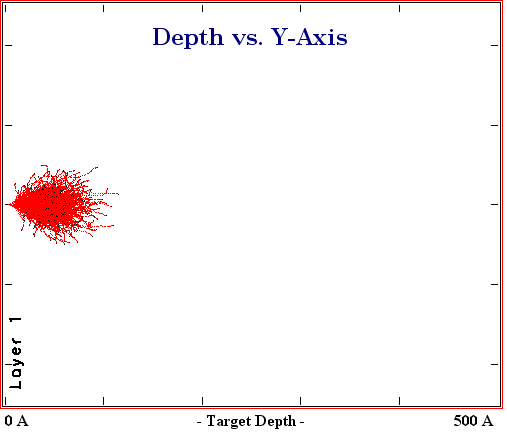 Depth vs. Y-Axis
Layer 1
0 A
- Target Depth -
500 A